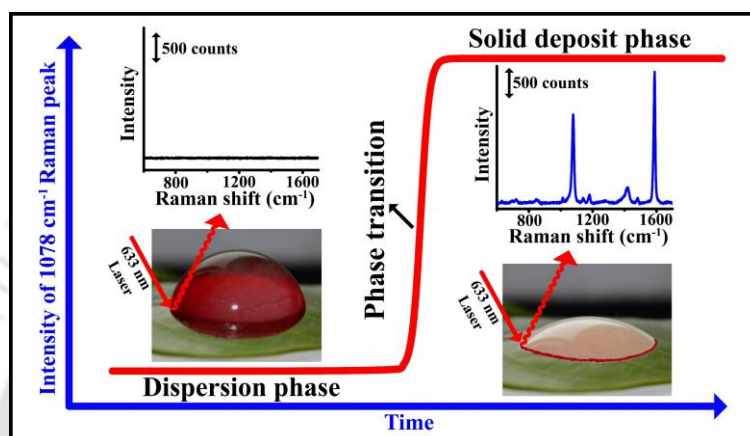 Intensity of 1078 cm⁻¹ Raman peak
500 counts
Intensity
800 1200 1600
Raman shift (cm⁻¹)
633 nm
Laser
Dispersion phase
Phase transition
Solid deposit phase
500 counts
Intensity
800 1200 1600
Raman shift (cm⁻¹)
633 nm
Laser
Time